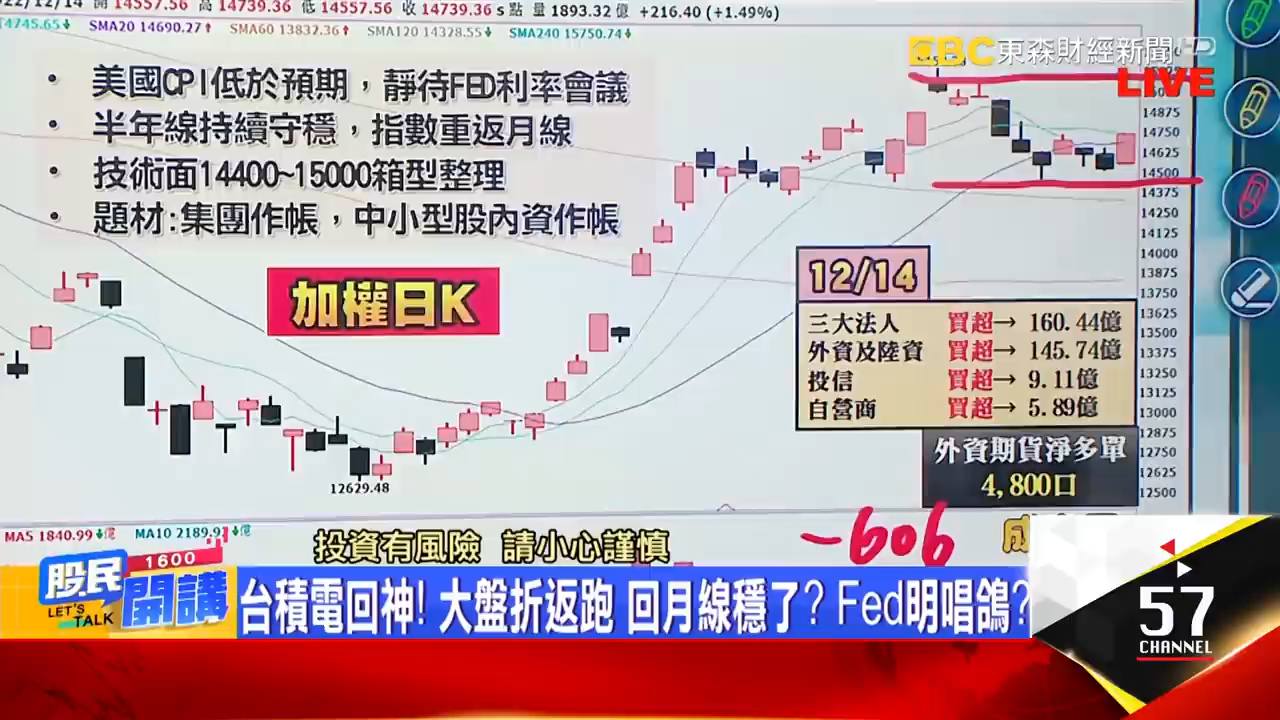 22/12/14 開 14557.56 高 14739.36 低 14557.56 收 14739.36 s 點 量 1893.32 億 +216.40 (+1.49%)
14745.65↓ SMA20 14690.27↑ SMA60 13832.36↑ SMA120 14328.55↓ SMA240 15750.74↓
EBC 東森財經新聞 HD
LIVE
• 美國CPI低於預期，靜待FED利率會議
• 半年線持續守穩，指數重返月線
• 技術面14400~15000箱型整理
• 題材:集團作帳，中小型股內資作帳
加權日K
14875
14750
14625
14500
14375
14250
14125
14000
13875
13750
13625
13500
13375
13250
13125
13000
12875
12750
12625
12500
12/14
三大法人 買超→ 160.44億
外資及陸資 買超→ 145.74億
投信 買超→ 9.11億
自營商 買超→ 5.89億
外資期貨淨多單
4,800口
12629.48
-606
MA5 1840.99↓億 MA10 2189.91↓億
投資有風險 請小心謹慎
股民 1600 開講
LET'S TALK
台積電回神! 大盤折返跑 回月線穩了? Fed明唱鴿?
57
CHANNEL